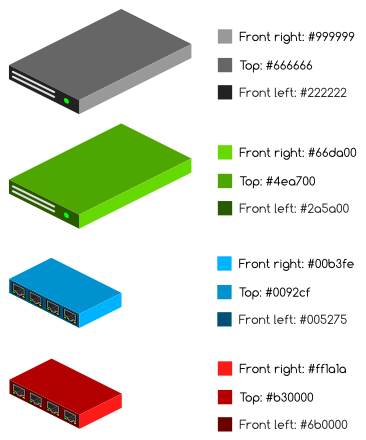 Front right: #999999
Top: #666666
Front left: #222222
Front right: #66da00
Top: #4ea700
Front left: #2a5a00
Front right: #00b3fe
Top: #0092cf
Front left: #005275
Front right: #ff1a1a
Top: #b30000
Front left: #6b0000